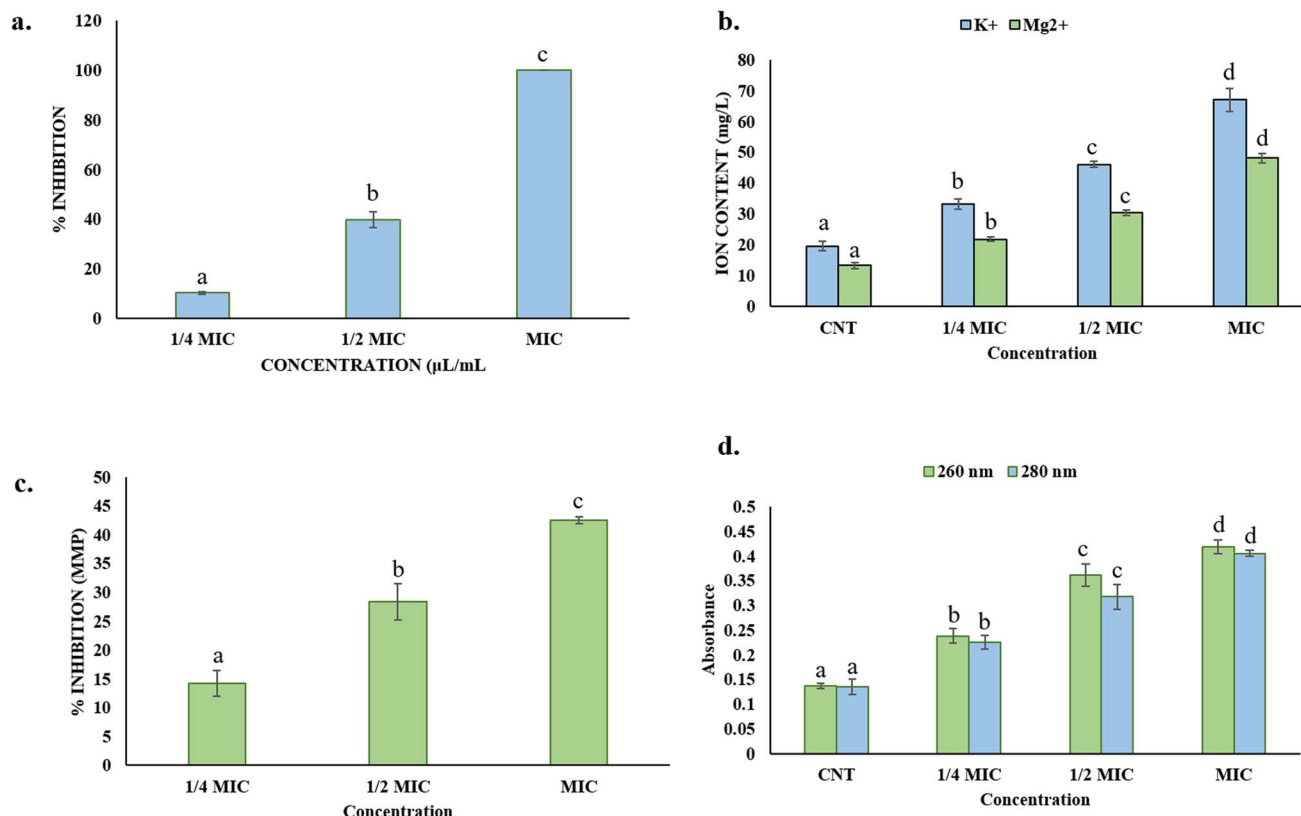 a.
120
100
80
60
40
20
0
% INHIBITION
a
b
c
1/4 MIC 1/2 MIC MIC
CONCENTRATION (µL/mL
b.
K+ Mg2+
80
70
60
50
40
30
20
10
0
ION CONTENT (mg/L)
a a b b c c d d
CNT 1/4 MIC 1/2 MIC MIC
Concentration
c.
50
45
40
35
30
25
20
15
10
5
0
% INHIBITION (MMP)
a
b
c
1/4 MIC 1/2 MIC MIC
Concentration
d.
260 nm 280 nm
0.5
0.45
0.4
0.35
0.3
0.25
0.2
0.15
0.1
0.05
0
Absorbance
a a b b c c d d
CNT 1/4 MIC 1/2 MIC MIC
Concentration